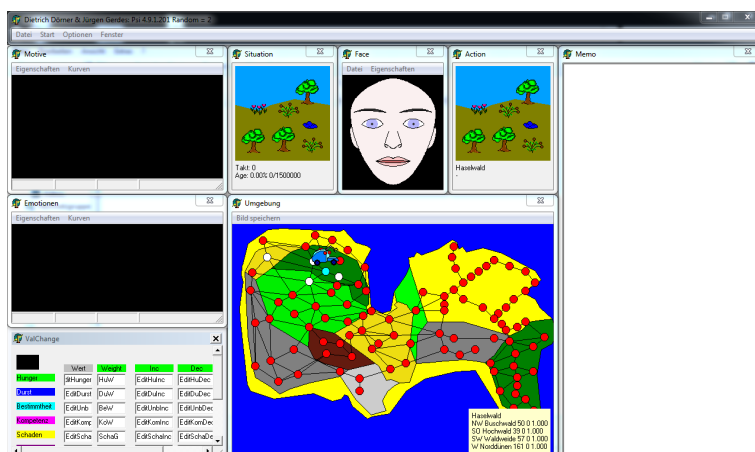 Dietrich Dörner & Jürgen Gerdes: Psi 4.9.1.201 Random = 2
Datei Start Optionen Fenster
Motive
Eigenschaften Kurven
Situation
Takt: 0
Age: 0.00% 0/1500000
Face
Datei Eigenschaften
Action
Haselwald
-
Memo
Emotionen
Eigenschaften Kurven
Umgebung
Bild speichern
Haselwald
NW Buschwald 50 0 1.000
SO Hochwald 39 0 1.000
SW Waldweide 57 0 1.000
W Norddünen 161 0 1.000
ValChange
Wert Weight Inc Dec
Hunger HuW EditHuInc EditHuDec
Durst EditDurst DuW EditDuInc EditDuDec
Bestimmtheit EditUnb BeW EditUnbInc EditUnbDec
Kompetenz EditKomp KoW EditKomInc EditKomDec
Schaden EditScha SchaG EditSchaInc EditSchaDe